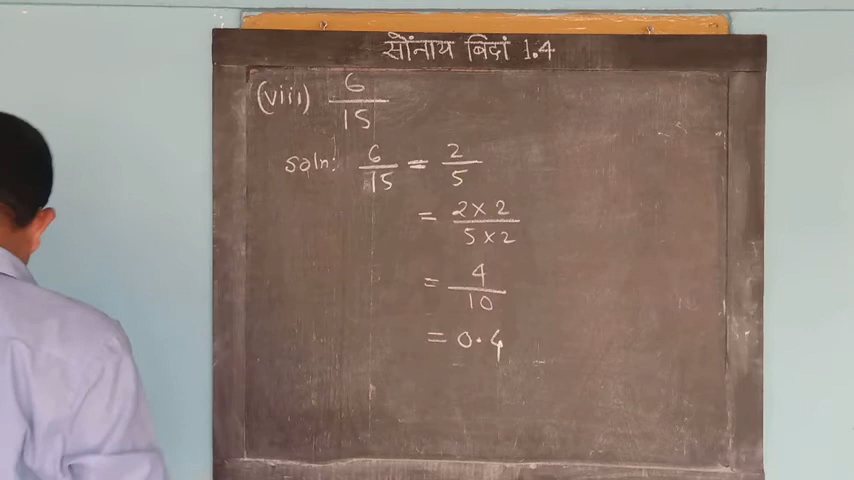 सोंनाय बिदां 1.4
(viii) 6/15
Soln: 6/15 = 2/5
= 2 × 2 / 5 × 2
= 4/10
= 0.4